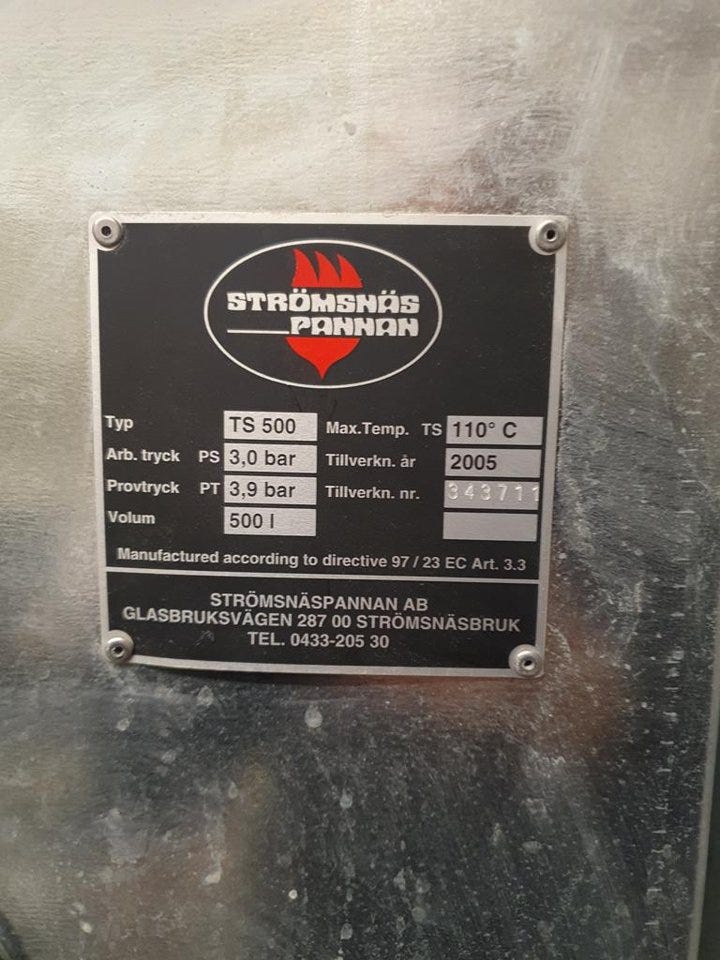 STRÖMSNÄS
PANNAN
Typ TS 500 Max.Temp. TS 110° C
Arb. tryck PS 3,0 bar Tillverkn. år 2005
Provtryck PT 3,9 bar Tillverkn. nr. 343711
Volum 500 l
Manufactured according to directive 97 / 23 EC Art. 3.3
STRÖMSNÄSPANNAN AB
GLASBRUKSVÄGEN 287 00 STRÖMSNÄSBRUK
TEL. 0433-205 30